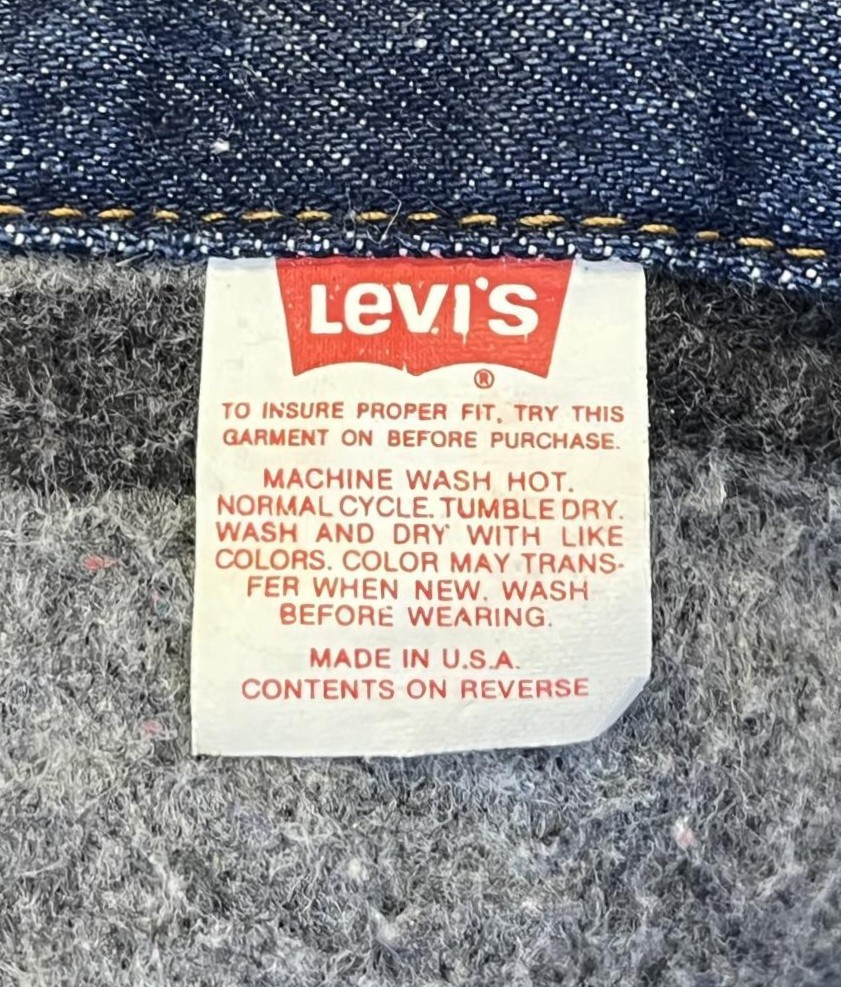 LeVI'S
®
TO INSURE PROPER FIT, TRY THIS
GARMENT ON BEFORE PURCHASE.
MACHINE WASH HOT.
NORMAL CYCLE. TUMBLE DRY.
WASH AND DRY WITH LIKE
COLORS. COLOR MAY TRANS-
FER WHEN NEW. WASH
BEFORE WEARING.
MADE IN U.S.A.
CONTENTS ON REVERSE